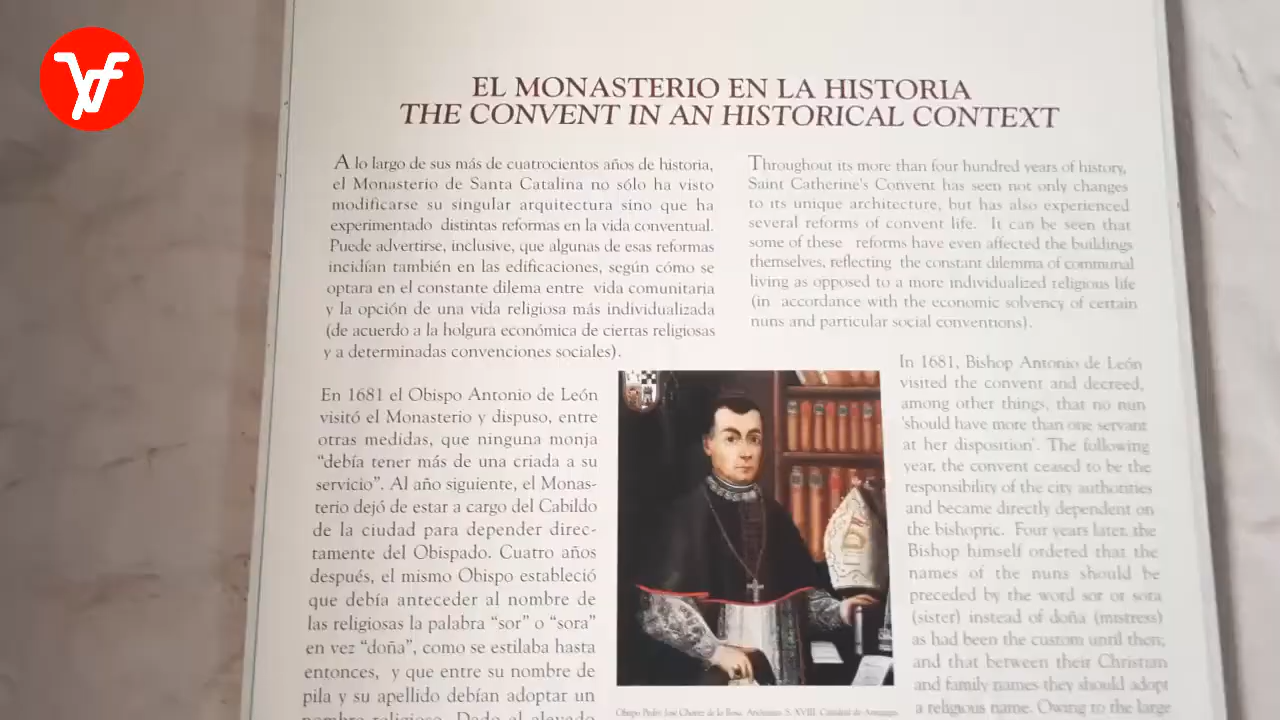 EL MONASTERIO EN LA HISTORIA
THE CONVENT IN AN HISTORICAL CONTEXT
A lo largo de sus más de cuatrocientos años de historia,
el Monasterio de Santa Catalina no sólo ha visto
modificarse su singular arquitectura sino que ha
experimentado distintas reformas en la vida conventual.
Puede advertirse, inclusive, que algunas de esas reformas
incidían también en las edificaciones, según cómo se
optara en el constante dilema entre vida comunitaria
y la opción de una vida religiosa más individualizada
(de acuerdo a la holgura económica de ciertas religiosas
y a determinadas convenciones sociales).
En 1681 el Obispo Antonio de León
visitó el Monasterio y dispuso, entre
otras medidas, que ninguna monja
“debía tener más de una criada a su
servicio”. Al año siguiente, el Monas-
terio dejó de estar a cargo del Cabildo
de la ciudad para depender direc-
tamente del Obispado. Cuatro años
después, el mismo Obispo estableció
que debía anteceder al nombre de
las religiosas la palabra “sor” o “sora”
en vez “doña”, como se estilaba hasta
entonces, y que entre su nombre de
pila y su apellido debían adoptar un
nombre religioso. Dado el elevado
Throughout its more than four hundred years of history,
Saint Catherine's Convent has seen not only changes
to its unique architecture, but has also experienced
several reforms of convent life. It can be seen that
some of these reforms have even affected the buildings
themselves, reflecting the constant dilemma of communal
living as opposed to a more individualized religious life
(in accordance with the economic solvency of certain
nuns and particular social conventions).
In 1681, Bishop Antonio de León
visited the convent and decreed,
among other things, that no nun
'should have more than one servant
at her disposition'. The following
year, the convent ceased to be the
responsibility of the city authorities
and became directly dependent on
the bishopric. Four years later, the
Bishop himself ordered that the
names of the nuns should be
preceded by the word sor or sora
(sister) instead of doña (mistress)
as had been the custom until then;
and that between their Christian
and family names they should adopt
a religious name. Owing to the large
Obispo Pedro José Chavez de la Rosa. S. XVIII. Catedral de Arequipa